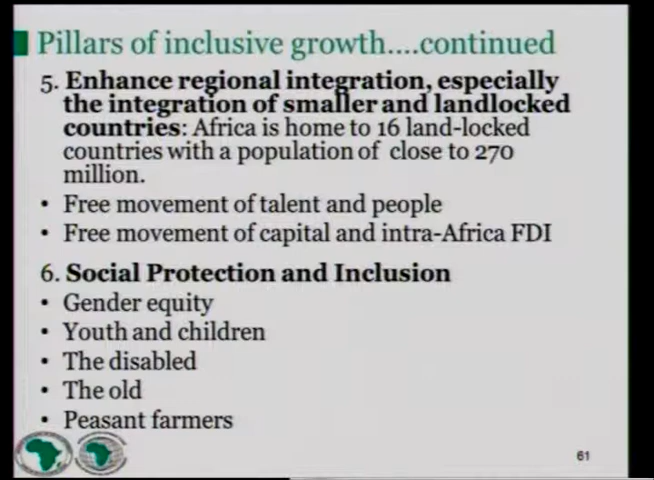 Pillars of inclusive growth....continued
5. Enhance regional integration, especially
the integration of smaller and landlocked
countries: Africa is home to 16 land-locked
countries with a population of close to 270
million.
• Free movement of talent and people
• Free movement of capital and intra-Africa FDI
6. Social Protection and Inclusion
• Gender equity
• Youth and children
• The disabled
• The old
• Peasant farmers
61